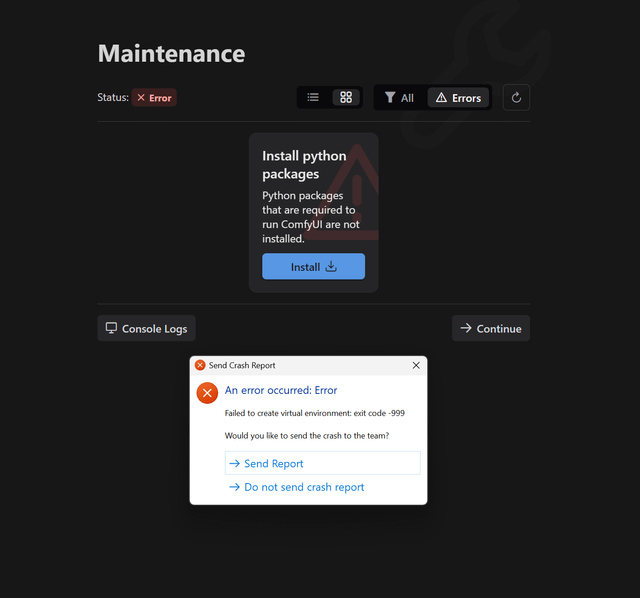 Maintenance
Status: Error
All Errors
Install python
packages
Python packages
that are required to
run ComfyUI are not
installed.
Install
Console Logs
Continue
Send Crash Report
An error occurred: Error
Failed to create virtual environment: exit code -999
Would you like to send the crash to the team?
Send Report
Do not send crash report